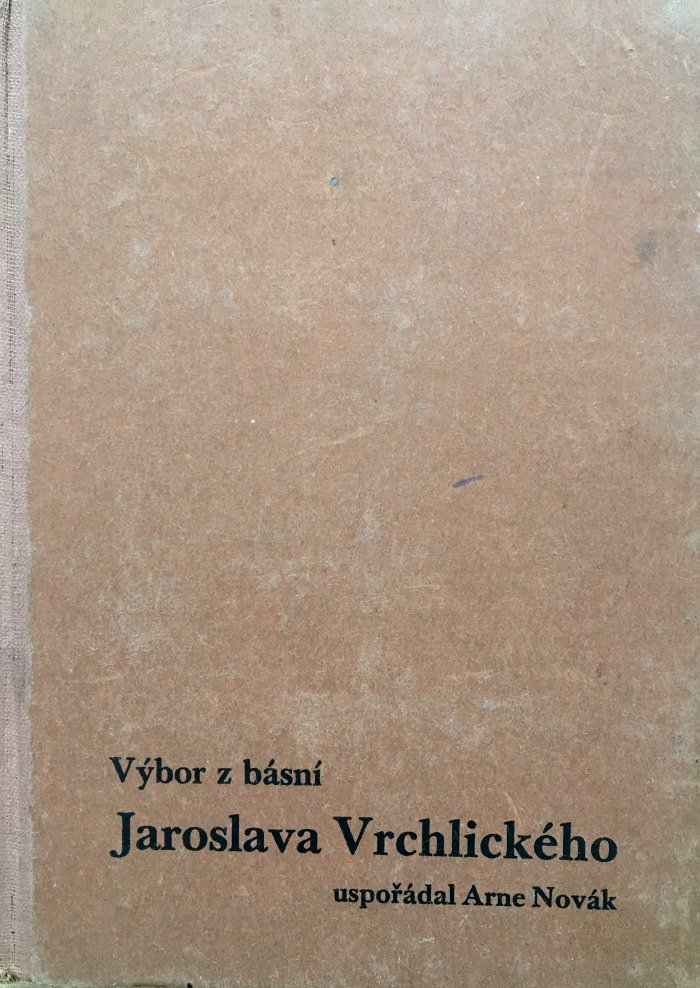 Výbor z básní
Jaroslava Vrchlického
uspořádal Arne Novák